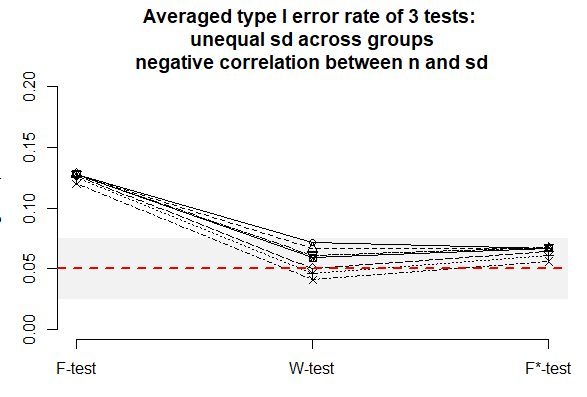 Averaged type I error rate of 3 tests:
unequal sd across groups
negative correlation between n and sd
0.20
0.15
0.10
0.05
0.00
F-test
W-test
F*-test